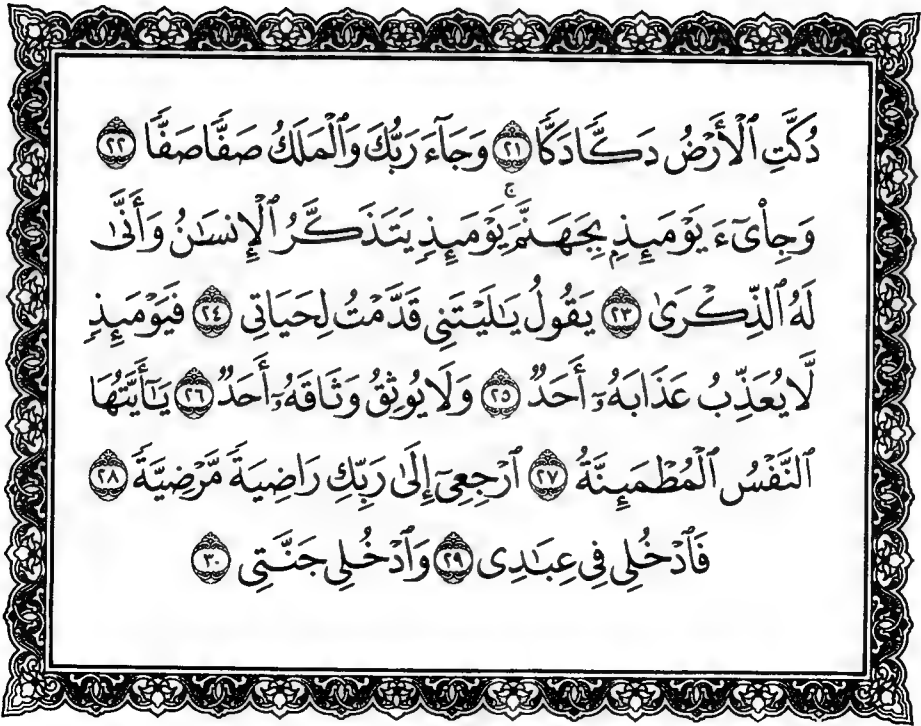 دُكَّتِ ٱلْأَرْضُ دَكًّا دَكًّا ٢١ وَجَآءَ رَبُّكَ وَٱلْمَلَكُ صَفًّا صَفًّا ٢٢
وَجِا۟ىٓءَ يَوْمَئِذِۭ بِجَهَنَّمَ ۚ يَوْمَئِذٍ يَتَذَكَّرُ ٱلْإِنسَٰنُ وَأَنَّىٰ
لَهُ ٱلذِّكْرَىٰ ٢٣ يَقُولُ يَٰلَيْتَنِى قَدَّمْتُ لِحَيَاتِى ٢٤ فَيَوْمَئِذٍ
لَّا يُعَذِّبُ عَذَابَهُۥٓ أَحَدٌ ٢٥ وَلَا يُوثِقُ وَثَاقَهُۥٓ أَحَدٌ ٢٦ يَٰٓأَيَّتُهَا
ٱلنَّفْسُ ٱلْمُطْمَئِنَّةُ ٢٧ ٱرْجِعِىٓ إِلَىٰ رَبِّكِ رَاضِيَةً مَّرْضِيَّةً ٢٨
فَٱدْخُلِى فِى عِبَٰدِى ٢٩ وَٱدْخُلِى جَنَّتِى ٣٠